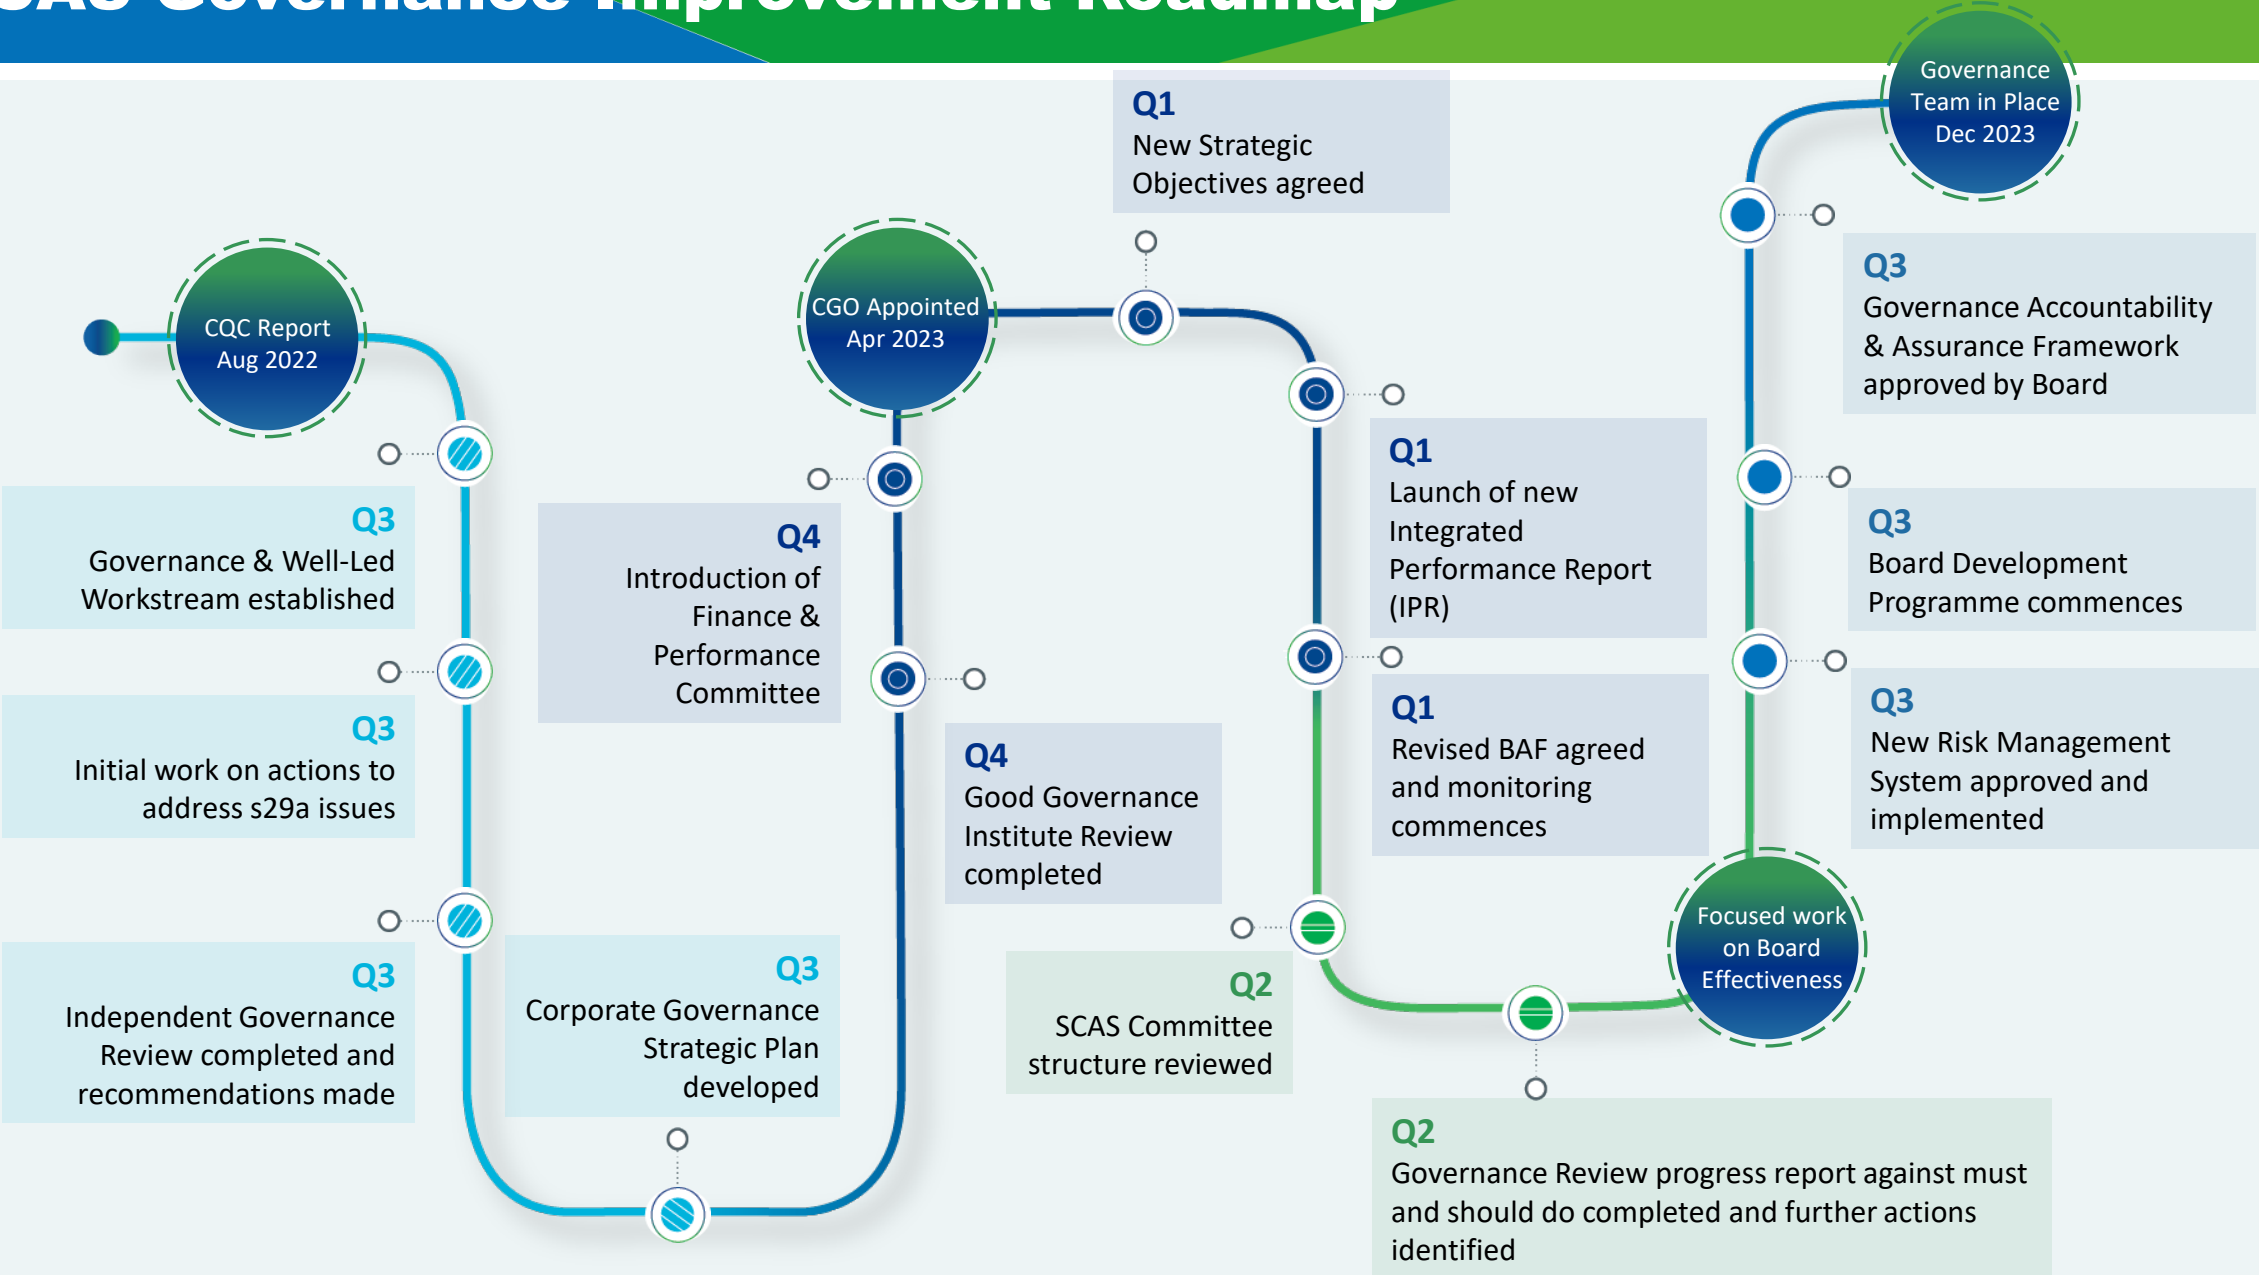 SCAS Governance Improvement Roadmap
CQC Report
Aug 2022
Q3
Governance & Well-Led
Workstream established
Q3
Initial work on actions to
address s29a issues
Q3
Independent Governance
Review completed and
recommendations made
Q3
Corporate Governance
Strategic Plan
developed
Q4
Good Governance
Institute Review
completed
Q4
Introduction of
Finance &
Performance
Committee
CGO Appointed
Apr 2023
Q1
New Strategic
Objectives agreed
Q1
Launch of new
Integrated
Performance Report
(IPR)
Q1
Revised BAF agreed
and monitoring
commences
Q2
SCAS Committee
structure reviewed
Q2
Governance Review progress report against must
and should do completed and further actions
identified
Focused work
on Board
Effectiveness
Q3
New Risk Management
System approved and
implemented
Q3
Board Development
Programme commences
Q3
Governance Accountability
& Assurance Framework
approved by Board
Governance
Team in Place
Dec 2023